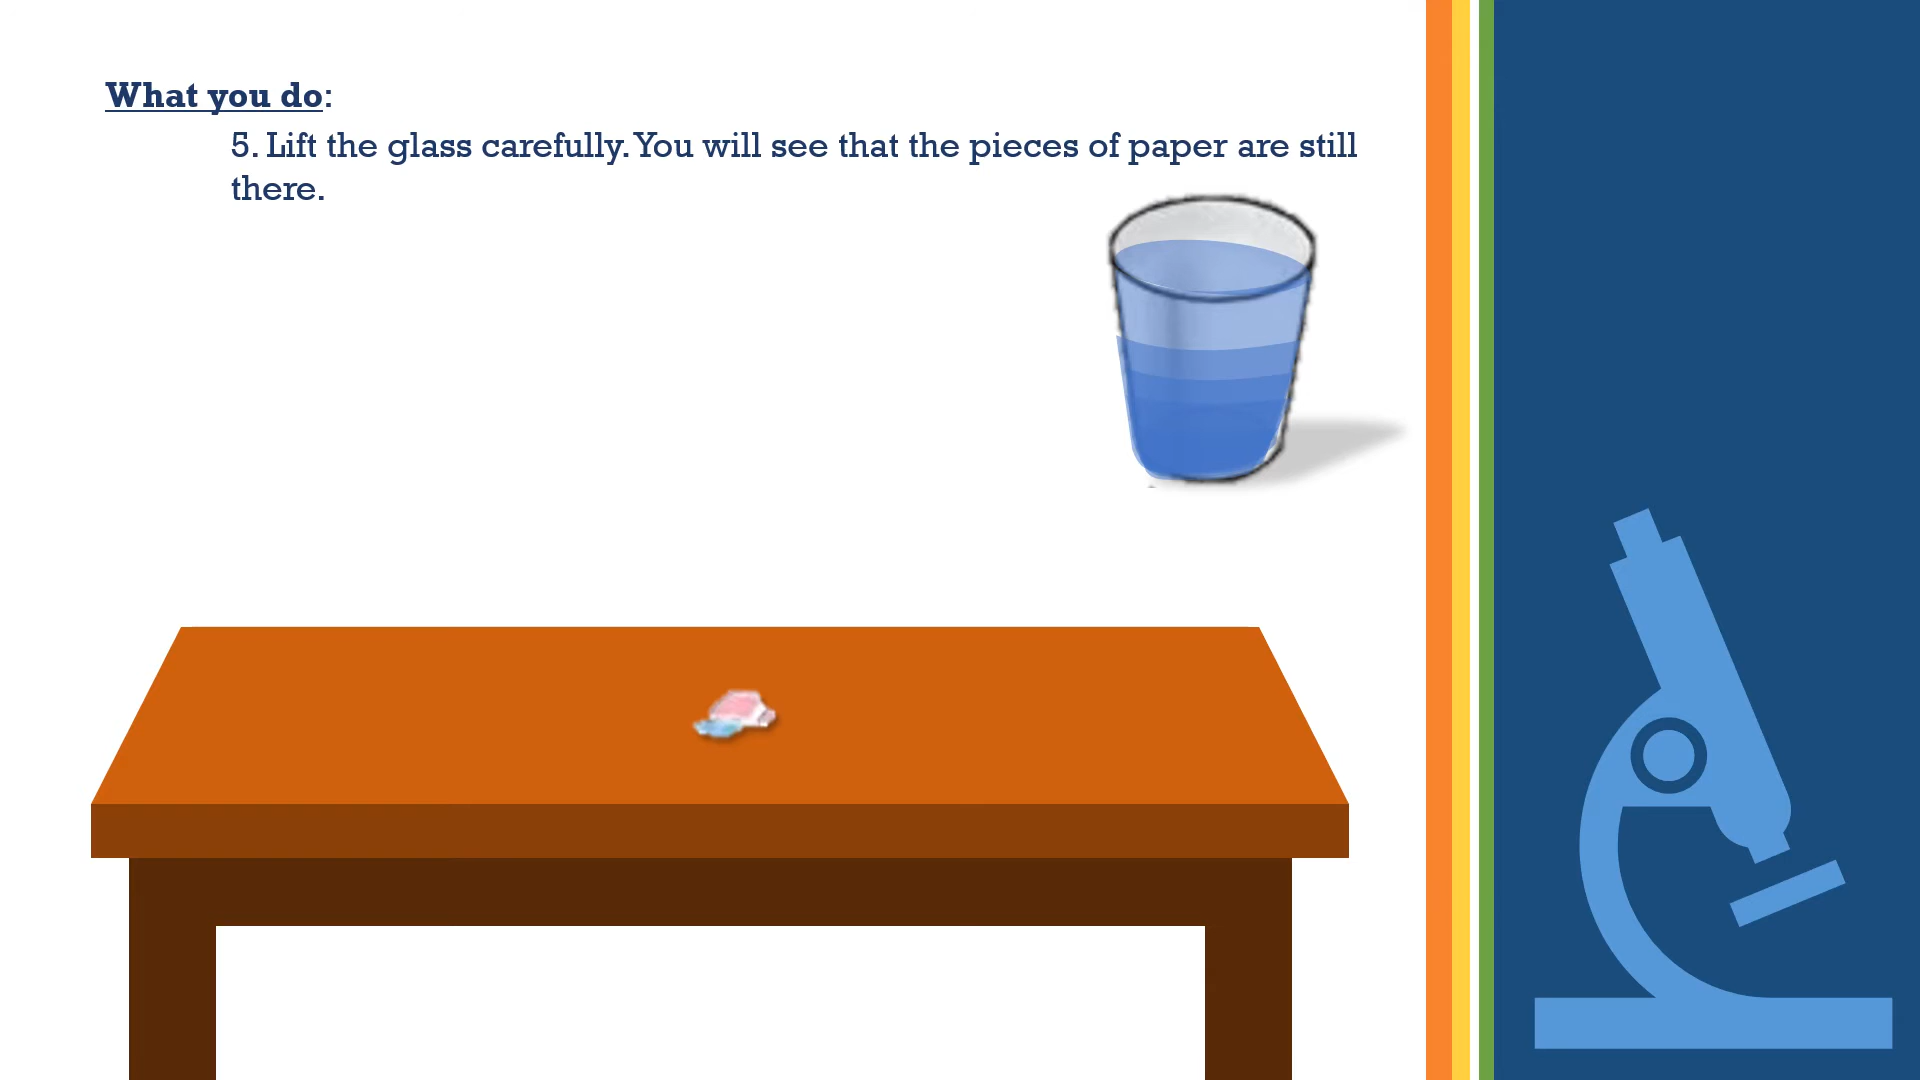 What you do:
5. Lift the glass carefully. You will see that the pieces of paper are still
there.